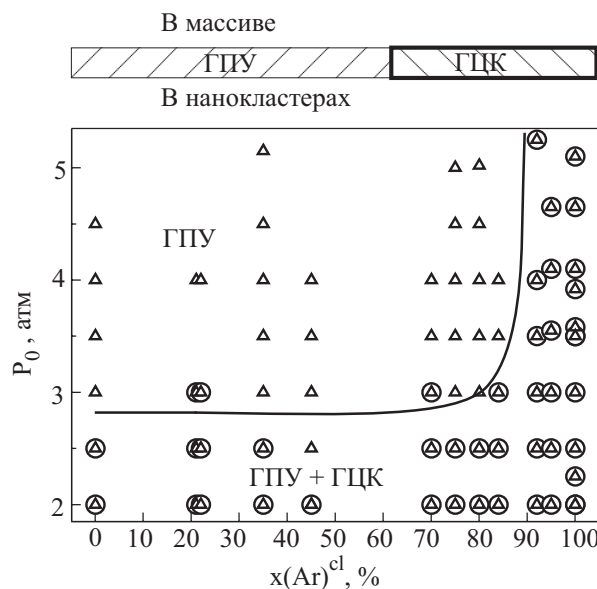 В массиве
ГПУ ГЦК
В нанокластерах
5
4
3
2
P0 , атм
ГПУ
ГПУ + ГЦК
0 10 20 30 40 50 60 70 80 90 100
x(Ar)cl, %